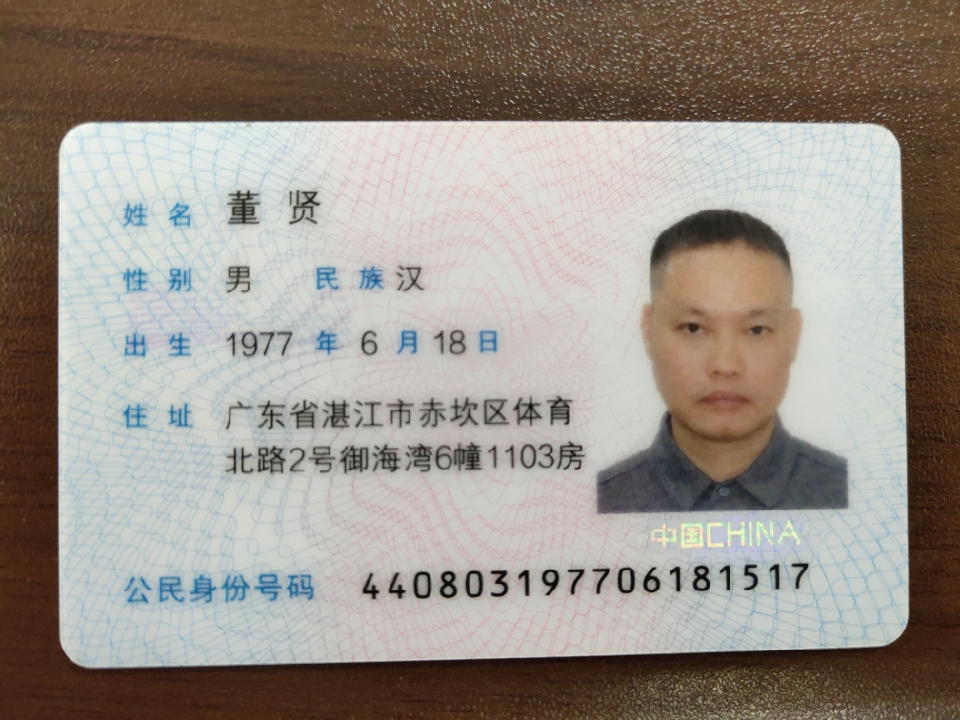 姓名 董贤
性别 男 民族 汉
出生 1977 年 6 月 18 日
住址 广东省湛江市赤坎区体育
北路2号御海湾6幢1103房
中国CHINA
公民身份号码 440803197706181517